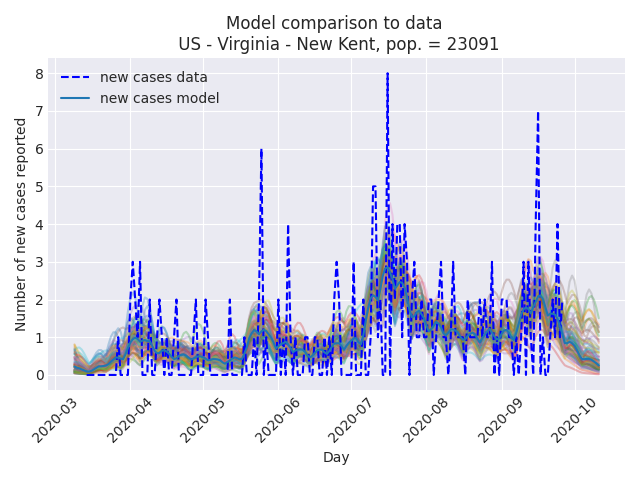 Model comparison to data
US - Virginia - New Kent, pop. = 23091
new cases data
new cases model
8
7
6
5
4
3
2
1
0
Number of new cases reported
2020-03
2020-04
2020-05
2020-06
2020-07
2020-08
2020-09
2020-10
Day